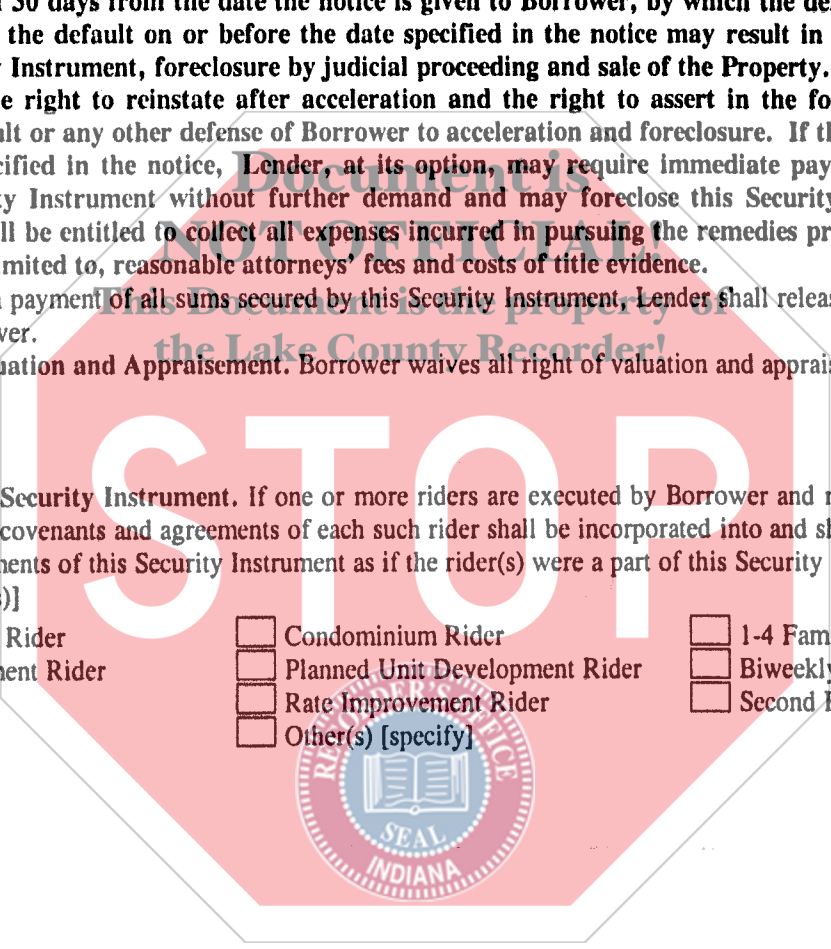 30 days from the date the notice is given to Borrower, by which the de
the default on or before the date specified in the notice may result in
Instrument, foreclosure by judicial proceeding and sale of the Property.
e right to reinstate after acceleration and the right to assert in the fo
ult or any other defense of Borrower to acceleration and foreclosure. If th
cified in the notice, Lender, at its option, may require immediate pay
ty Instrument without further demand and may foreclose this Security
ll be entitled to collect all expenses incurred in pursuing the remedies pr
mited to, reasonable attorneys' fees and costs of title evidence.
payment of all sums secured by this Security Instrument, Lender shall relea
wer.
uation and Appraisement. Borrower waives all right of valuation and apprais
Document is
NOT OFFICIAL!
This Document is the property of
the Lake County Recorder!
STOP
Security Instrument. If one or more riders are executed by Borrower and r
covenants and agreements of each such rider shall be incorporated into and sh
nents of this Security Instrument as if the rider(s) were a part of this Security
s)]
Rider Condominium Rider 1-4 Fam
nent Rider Planned Unit Development Rider Biweekly
Rate Improvement Rider Second
Other(s) [specify]
RECORDER'S OFFICE
SEAL
INDIANA